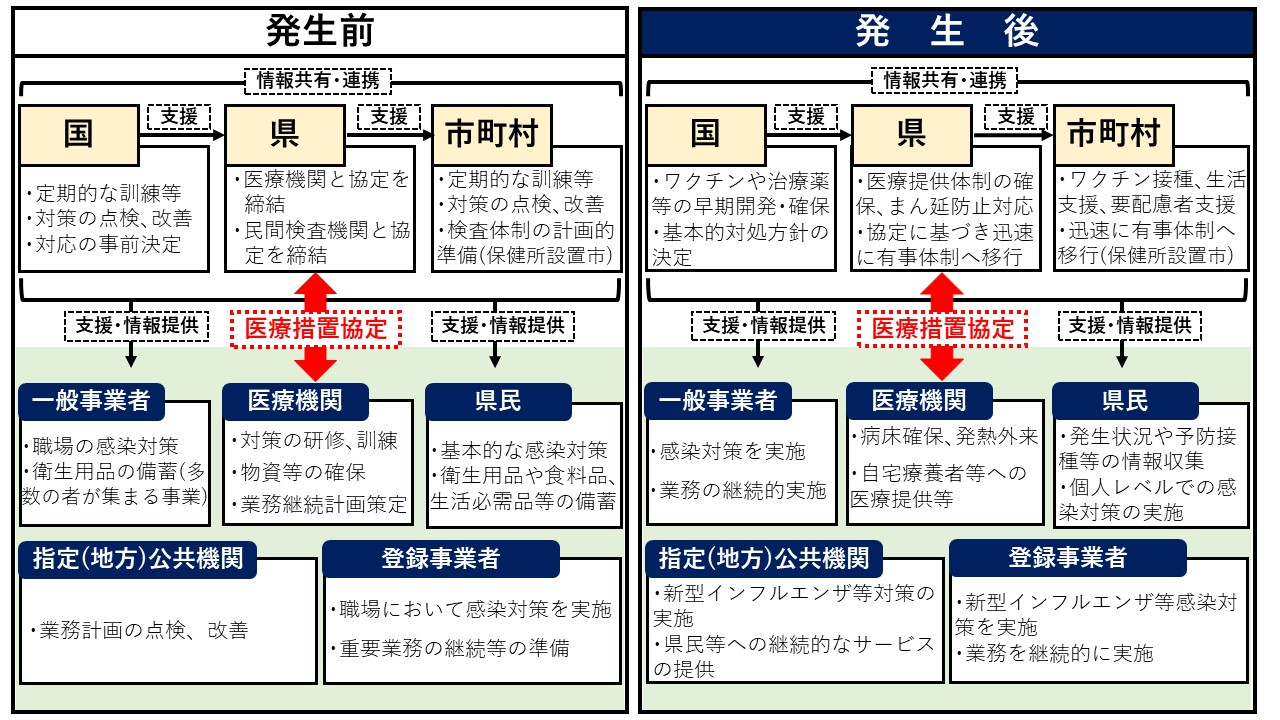 発生前
情報共有・連携
国
支援
県
支援
市町村
・定期的な訓練等
・対策の点検、改善
・対応の事前決定
・医療機関と協定を
締結
・民間検査機関と協
定を締結
・定期的な訓練等
・対策の点検、改善
・検査体制の計画的
準備(保健所設置市)
支援・情報提供
医療措置協定
支援・情報提供
一般事業者
・職場の感染対策
・衛生用品の備蓄(多
数の者が集まる事業)
医療機関
・対策の研修、訓練
・物資等の確保
・業務継続計画策定
県民
・基本的な感染対策
・衛生用品や食料品、
生活必需品等の備蓄
指定(地方)公共機関
・業務計画の点検、改善
登録事業者
・職場において感染対策を実施
・重要業務の継続等の準備
発 生 後
情報共有・連携
国
支援
県
支援
市町村
・ワクチンや治療薬
等の早期開発・確保
・基本的対処方針の
決定
・医療提供体制の確
保、まん延防止対応
・協定に基づき迅速
に有事体制へ移行
・ワクチン接種、生活
支援、要配慮者支援
・迅速に有事体制へ
移行(保健所設置市)
支援・情報提供
医療措置協定
支援・情報提供
一般事業者
・感染対策を実施
・業務の継続的実施
医療機関
・病床確保、発熱外来
・自宅療養者等への
医療提供等
県民
・発生状況や予防接
種等の情報収集
・個人レベルでの感
染対策の実施
指定(地方)公共機関
・新型インフルエンザ等対策の
実施
・県民等への継続的なサービス
の提供
登録事業者
・新型インフルエンザ等感染対
策を実施
・業務を継続的に実施